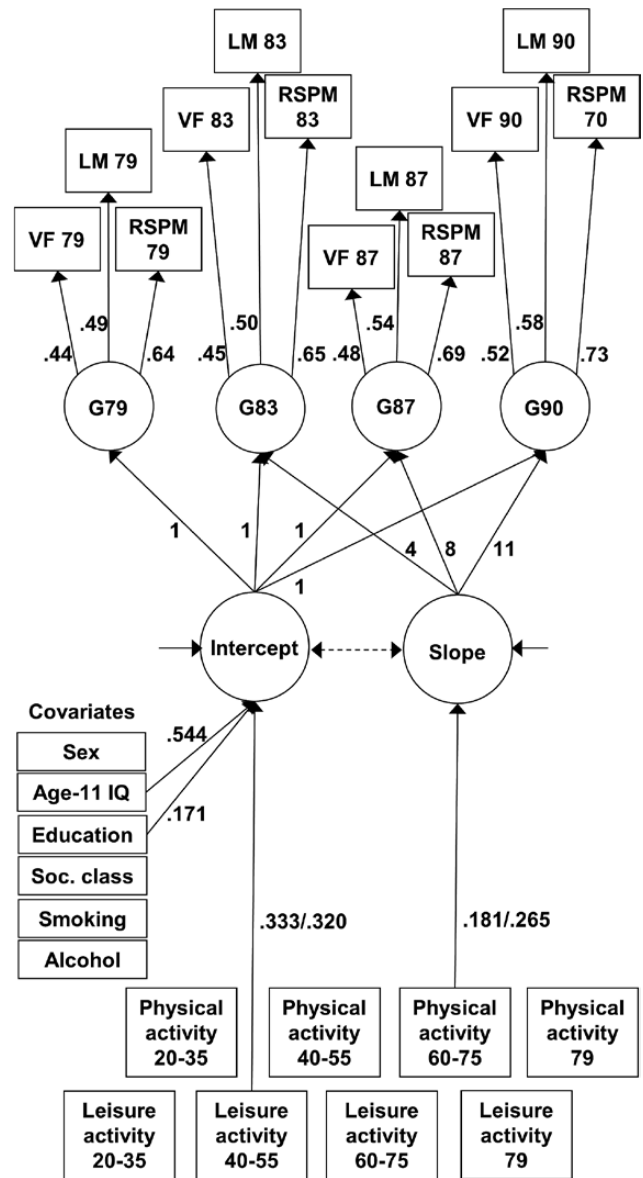 LM 83
LM 90
VF 83
RSPM
83
VF 90
RSPM
70
LM 79
LM 87
VF 79
RSPM
79
VF 87
RSPM
87
.44
.49
.64
.45
.50
.65
.48
.54
.69
.52
.58
.73
G79
G83
G87
G90
1
1
1
1
4
8
11
Intercept
Slope
Covariates
Sex
Age-11 IQ
Education
Soc. class
Smoking
Alcohol
.544
.171
.333/.320
.181/.265
Physical
activity
20-35
Physical
activity
40-55
Physical
activity
60-75
Physical
activity
79
Leisure
activity
20-35
Leisure
activity
40-55
Leisure
activity
60-75
Leisure
activity
79